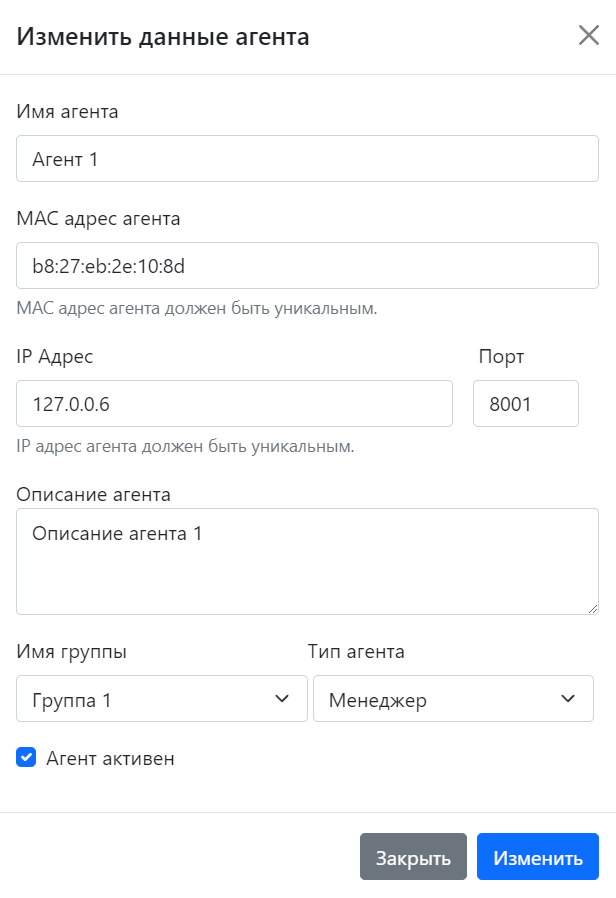 Изменить данные агента
Имя агента
Агент 1
MAC адрес агента
b8:27:eb:2e:10:8d
MAC адрес агента должен быть уникальным.
IP Адрес Порт
127.0.0.6 8001
IP адрес агента должен быть уникальным.
Описание агента
Описание агента 1
Имя группы Тип агента
Группа 1 Менеджер
Агент активен
Закрыть Изменить